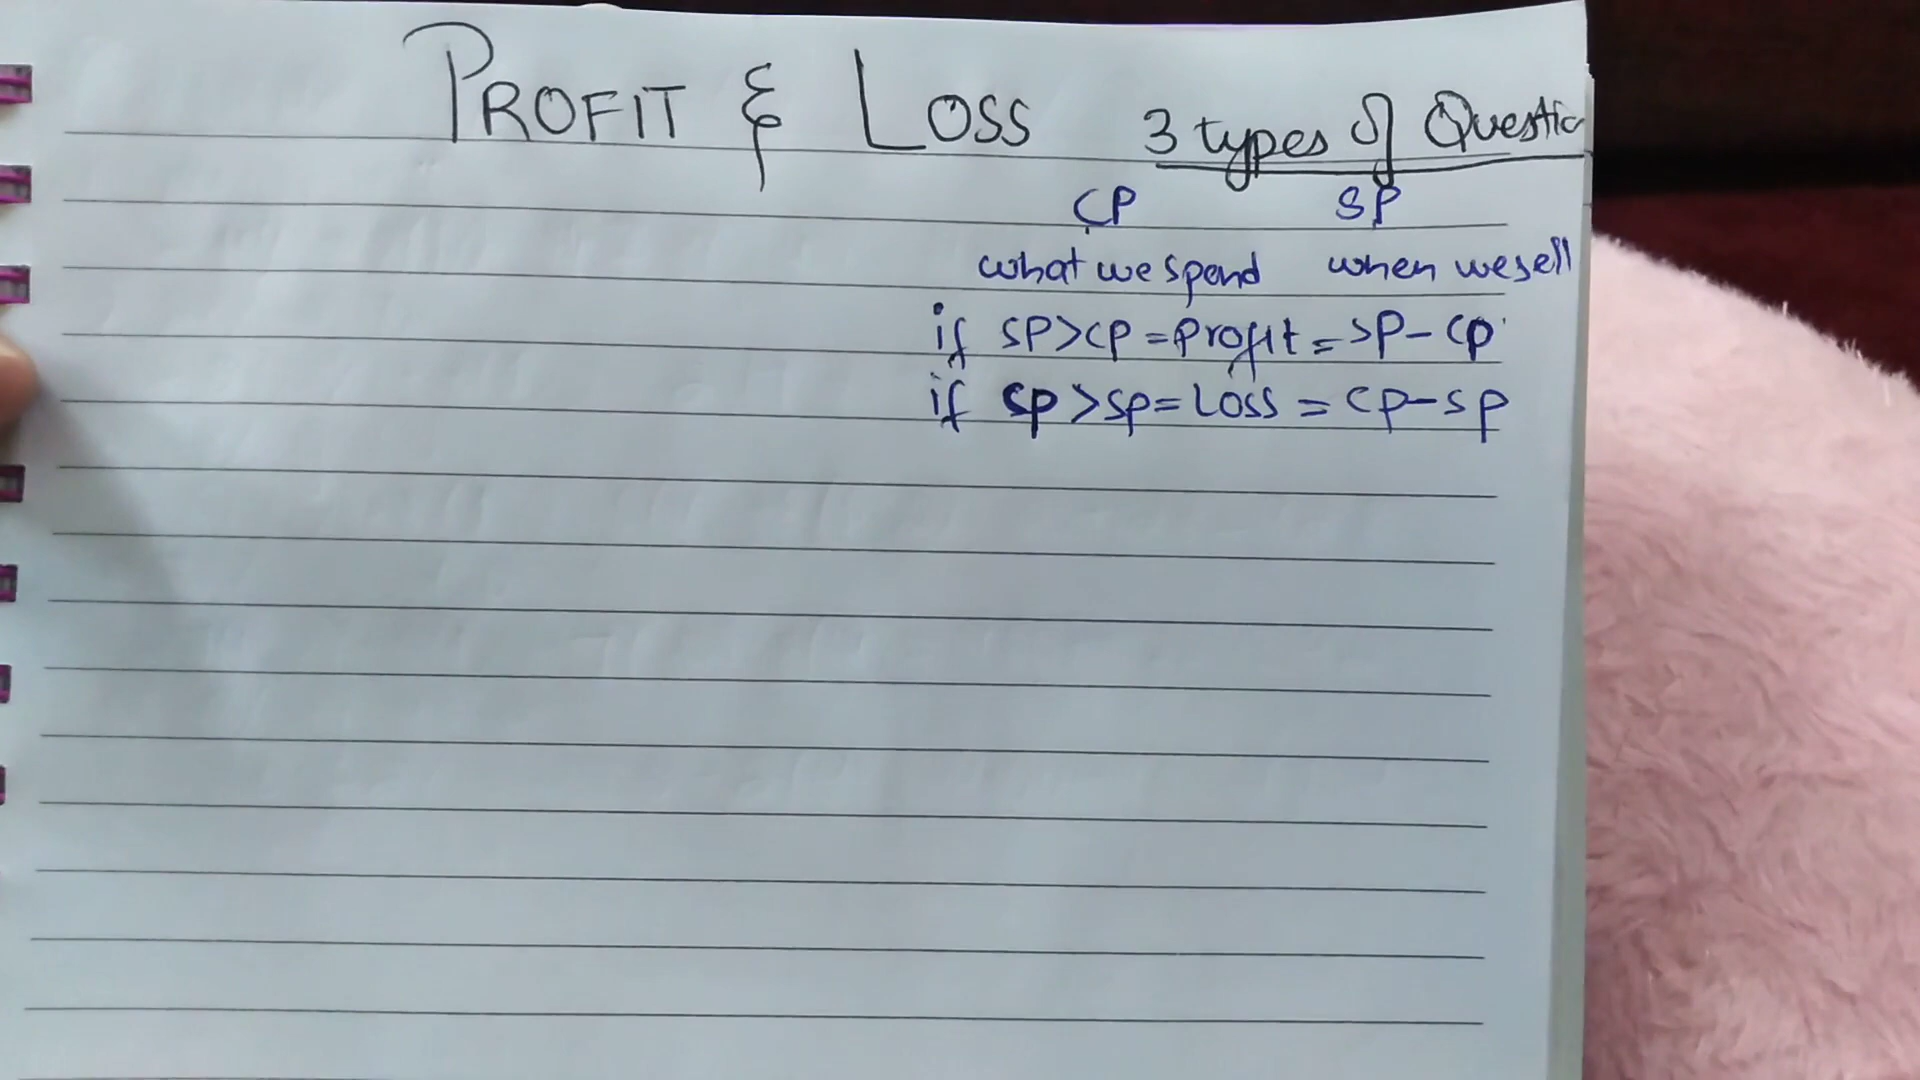 PROFIT & LOSS 3 types of Questio
CP SP
what we spend when we sell
if SP>CP = Profit = SP-CP
if CP>SP = Loss = CP-SP